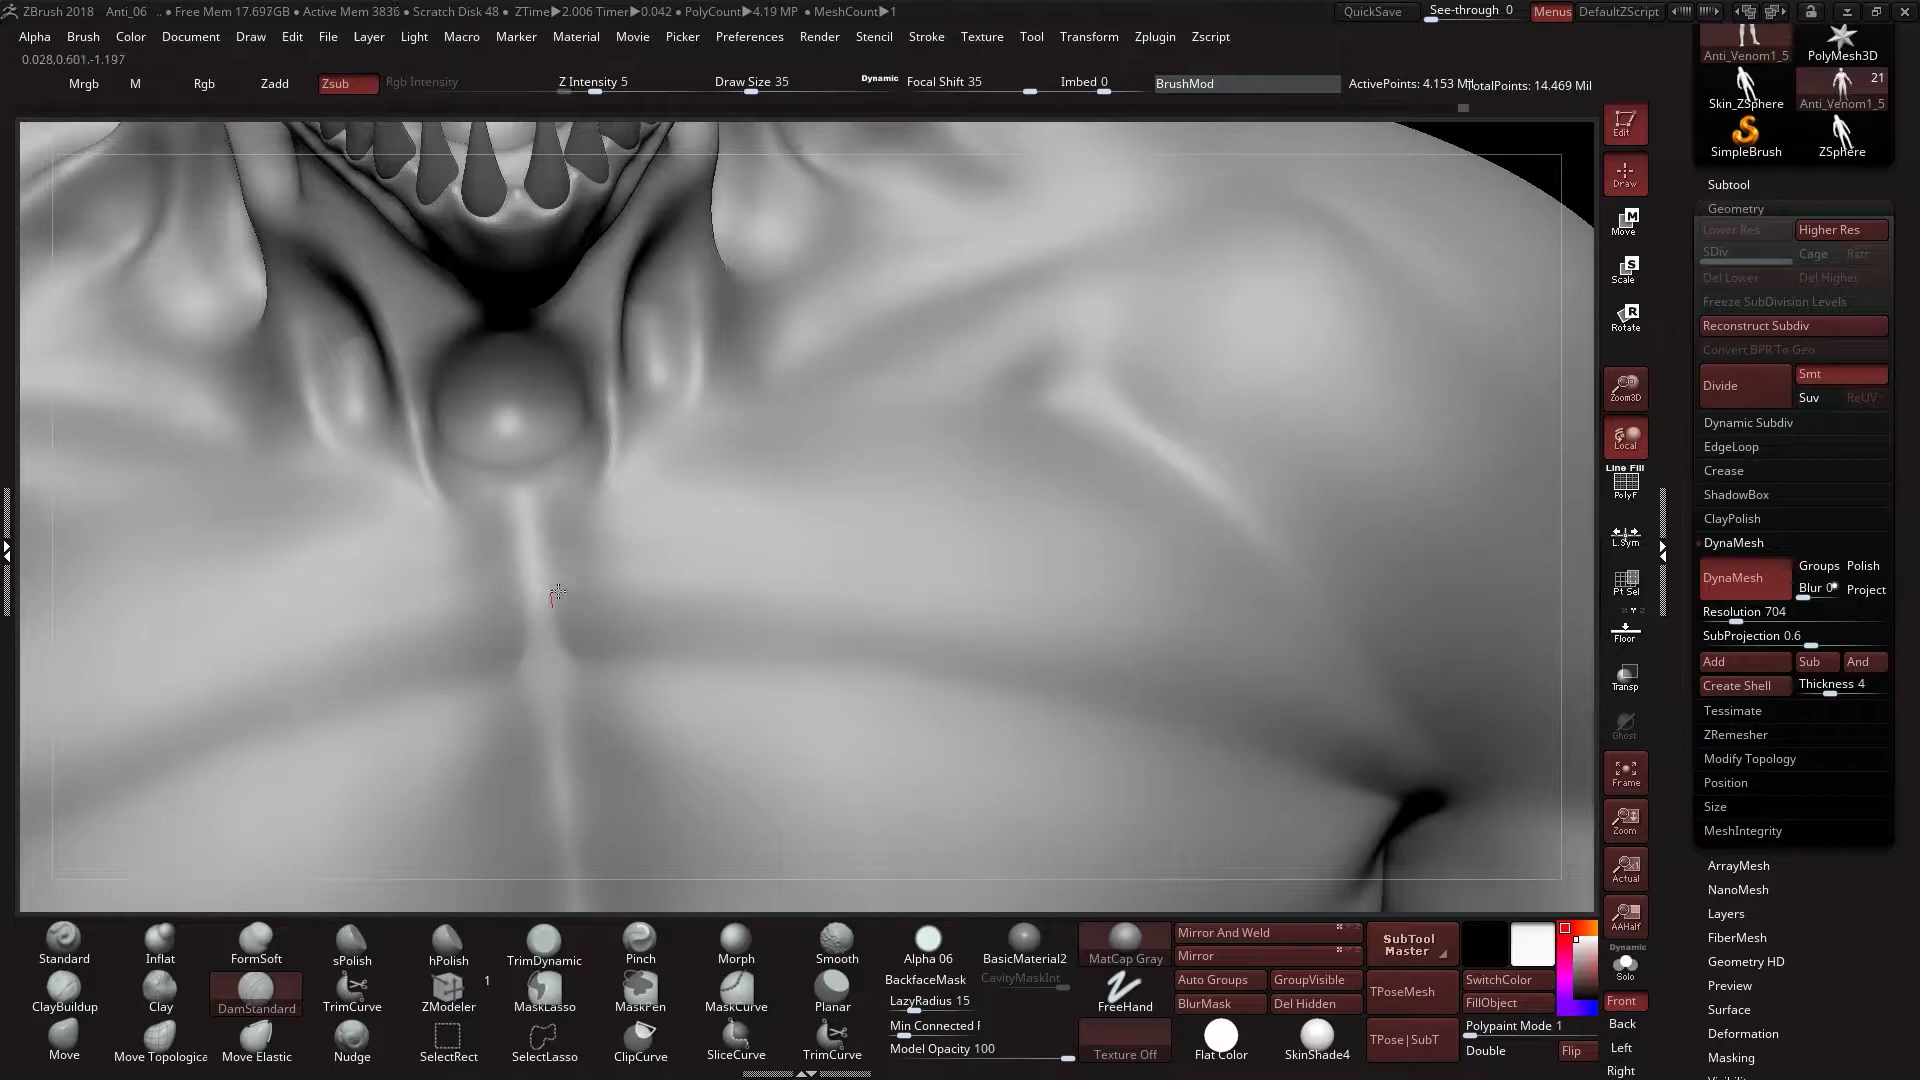 ZBrush 2018 Anti_06 .. ● Free Mem 17.697GB ● Active Mem 3836 ● Scratch Disk 48 ● ZTime▶2.006 Timer▶0.042 ● PolyCount▶4.19 MP ● MeshCount▶1
QuickSave See-through 0 Menus DefaultZScript
Alpha Brush Color Document Draw Edit File Layer Light Macro Marker Material Movie Picker Preferences Render Stencil Stroke Texture Tool Transform Zplugin Zscript
0.028,0.601,-1.197
Mrgb M Rgb Zadd Zsub Rgb Intensity Z Intensity 5 Draw Size 35 Dynamic Focal Shift 35 Imbed 0 BrushMod ActivePoints: 4.153 Mil TotalPoints: 14.469 Mil
Anti_Venom1_5 PolyMesh3D
21
Skin_ZSphere Anti_Venom1_5
SimpleBrush ZSphere
Edit
Draw
Move
Scale
Rotate
Zoom3D
Local
Line Fill
PolyF
L.Sym
Pt Sel
Floor
Transp
Ghost
Frame
Zoom
Actual
AAHalf
Dynamic
Solo
Front
Back
Left
Right
Subtool
Geometry
Lower Res Higher Res
SDiv Cage Rstr
Del Lower Del Higher
Freeze SubDivision Levels
Reconstruct Subdiv
Convert BPR To Geo
Divide Smt
Suv ReUV
Dynamic Subdiv
EdgeLoop
Crease
ShadowBox
ClayPolish
DynaMesh
DynaMesh Groups Polish
Blur 0 Project
Resolution 704
SubProjection 0.6
Add Sub And
Create Shell Thickness 4
Tessimate
ZRemesher
Modify Topology
Position
Size
MeshIntegrity
ArrayMesh
NanoMesh
Layers
FiberMesh
Geometry HD
Preview
Surface
Deformation
Masking
Standard Inflat FormSoft sPolish hPolish TrimDynamic Pinch Morph Smooth Alpha 06 BasicMaterial2 MatCap Gray
ClayBuildup Clay DamStandard TrimCurve ZModeler 1 MaskLasso MaskPen MaskCurve Planar
Move Move Topologica Move Elastic Nudge SelectRect SelectLasso ClipCurve SliceCurve TrimCurve
BackfaceMask CavityMaskInt
LazyRadius 15 FreeHand
Min Connected P
Model Opacity 100 Texture Off
Mirror And Weld
Mirror
Auto Groups GroupVisible
BlurMask Del Hidden
Flat Color SkinShade4
SubTool
Master
TPoseMesh
TPose|SubT
SwitchColor
FillObject
Polypaint Mode 1
Double Flip